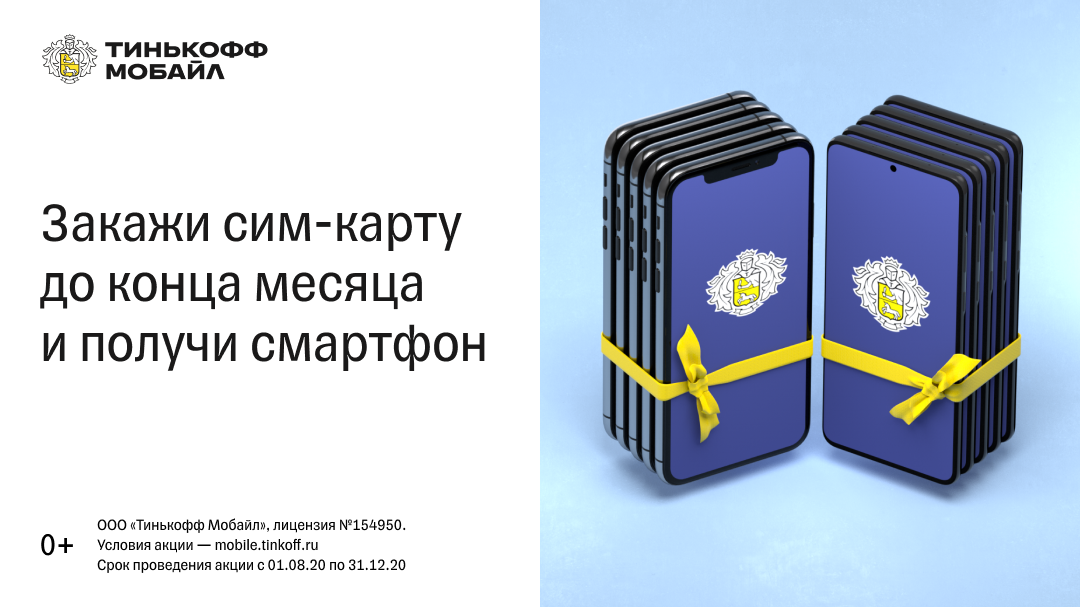 ТИНЬКОФФ
МОБАЙЛ
Закажи сим-карту
до конца месяца
и получи смартфон
0+
ООО «Тинькофф Мобайл», лицензия №154950.
Условия акции — mobile.tinkoff.ru
Срок проведения акции с 01.08.20 по 31.12.20